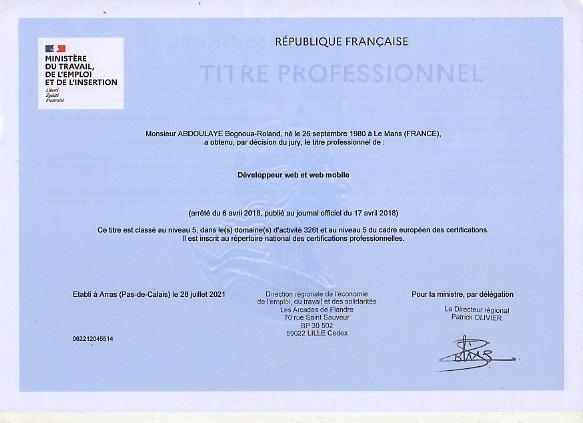 RÉPUBLIQUE FRANÇAISE
MINISTÈRE
DU TRAVAIL,
DE L'EMPLOI
ET DE L'INSERTION
Liberté
Égalité
Fraternité
TITRE PROFESSIONNEL
Monsieur ABDOULAYE Bognoua-Roland, né le 26 septembre 1980 à Le Mans (FRANCE),
a obtenu, par décision du jury, le titre professionnel de :
Développeur web et web mobile
(arrêté du 6 avril 2018, publié au journal officiel du 17 avril 2018)
Ce titre est classé au niveau 5, dans le(s) domaine(s) d'activité 326t et au niveau 5 du cadre européen des certifications.
Il est inscrit au répertoire national des certifications professionnelles.
Etabli à Arras (Pas-de-Calais) le 28 juillet 2021
Direction régionale de l'économie
de l'emploi, du travail et des solidarités
Les Arcades de Flandre
70 rue Saint Sauveur
BP 30 502
59022 LILLE Cedex
Pour la ministre, par délégation
Le Directeur régional
Patrick OLIVIER
062212045514